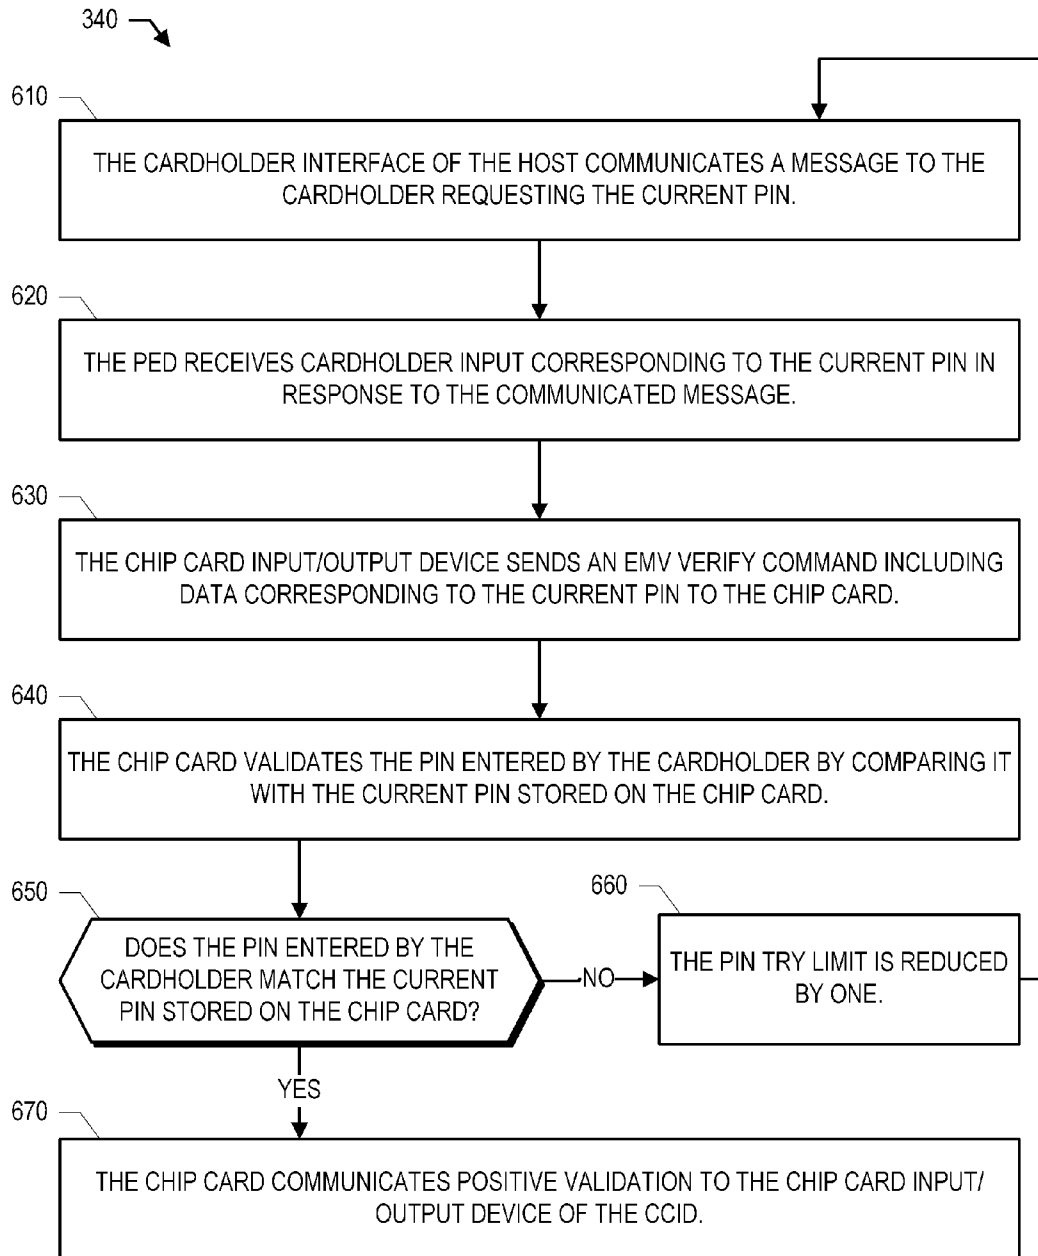 340
610
THE CARDHOLDER INTERFACE OF THE HOST COMMUNICATES A MESSAGE TO THE
CARDHOLDER REQUESTING THE CURRENT PIN.
620
THE PED RECEIVES CARDHOLDER INPUT CORRESPONDING TO THE CURRENT PIN IN
RESPONSE TO THE COMMUNICATED MESSAGE.
630
THE CHIP CARD INPUT/OUTPUT DEVICE SENDS AN EMV VERIFY COMMAND INCLUDING
DATA CORRESPONDING TO THE CURRENT PIN TO THE CHIP CARD.
640
THE CHIP CARD VALIDATES THE PIN ENTERED BY THE CARDHOLDER BY COMPARING IT
WITH THE CURRENT PIN STORED ON THE CHIP CARD.
650
DOES THE PIN ENTERED BY THE
CARDHOLDER MATCH THE CURRENT
PIN STORED ON THE CHIP CARD?
NO
660
THE PIN TRY LIMIT IS REDUCED
BY ONE.
YES
670
THE CHIP CARD COMMUNICATES POSITIVE VALIDATION TO THE CHIP CARD INPUT/
OUTPUT DEVICE OF THE CCID.